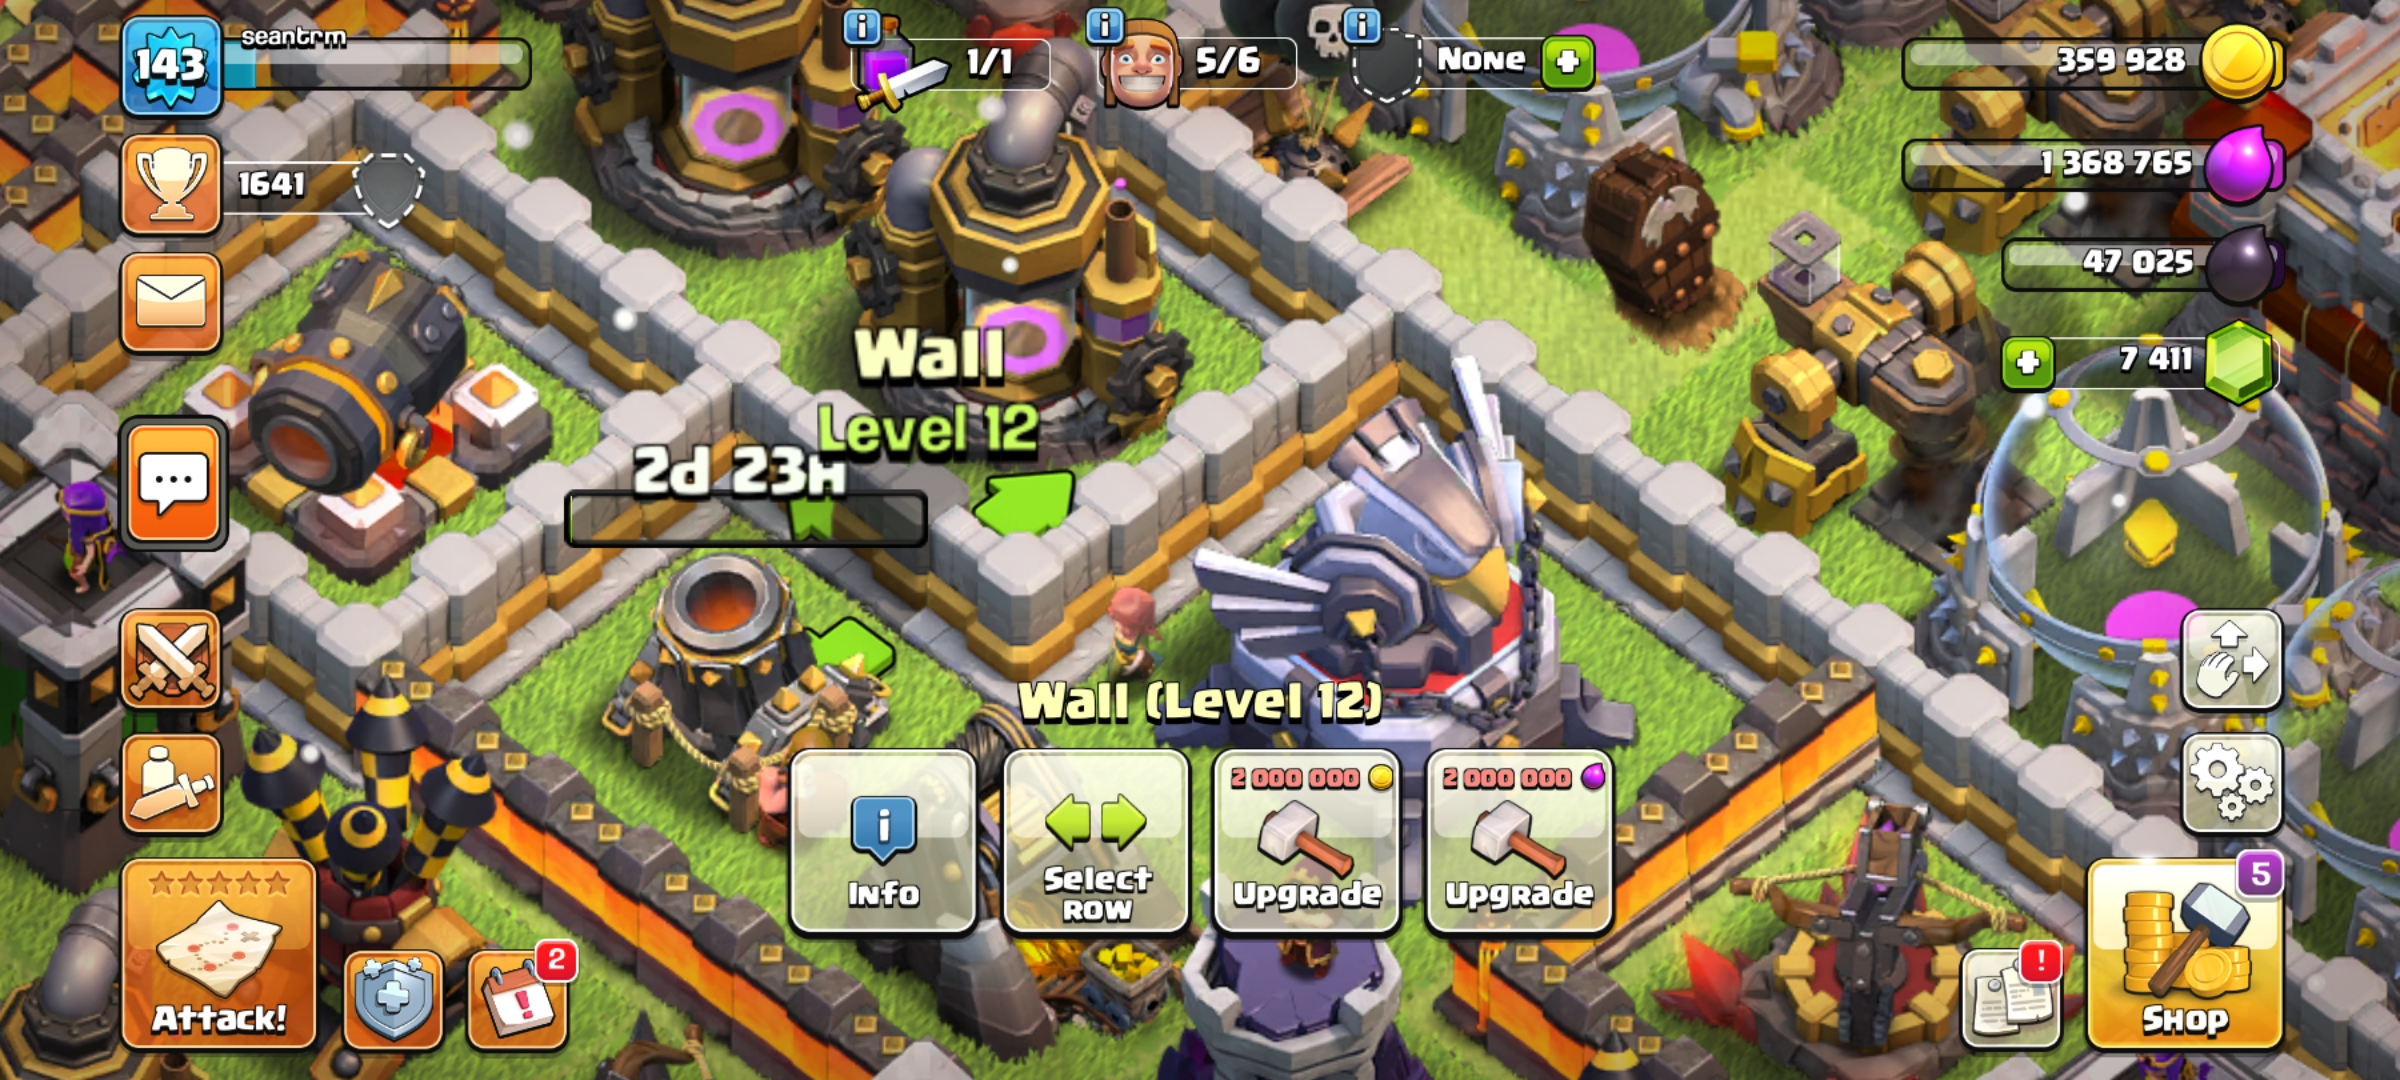 143
seantrm
1/1
5/6
None
359 928
1641
1 368 765
47 025
7 411
Wall
Level 12
2d 23H
Wall (Level 12)
Info
Select
Row
2 000 000
Upgrade
2 000 000
Upgrade
Attack!
2
!
5
Shop